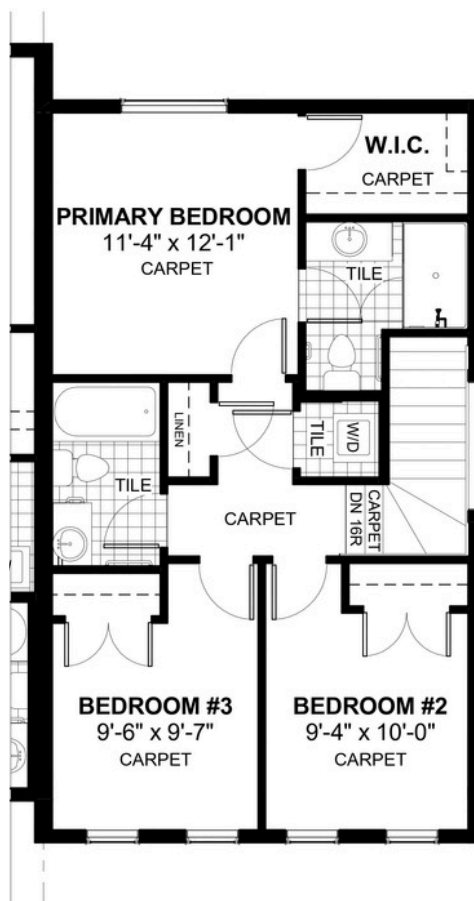 W.I.C.
CARPET
PRIMARY BEDROOM
11'-4" x 12'-1"
CARPET
TILE
LINEN
TILE
W/D
TILE
CARPET
CARPET
DN 16R
BEDROOM #3
9'-6" x 9'-7"
CARPET
BEDROOM #2
9'-4" x 10'-0"
CARPET